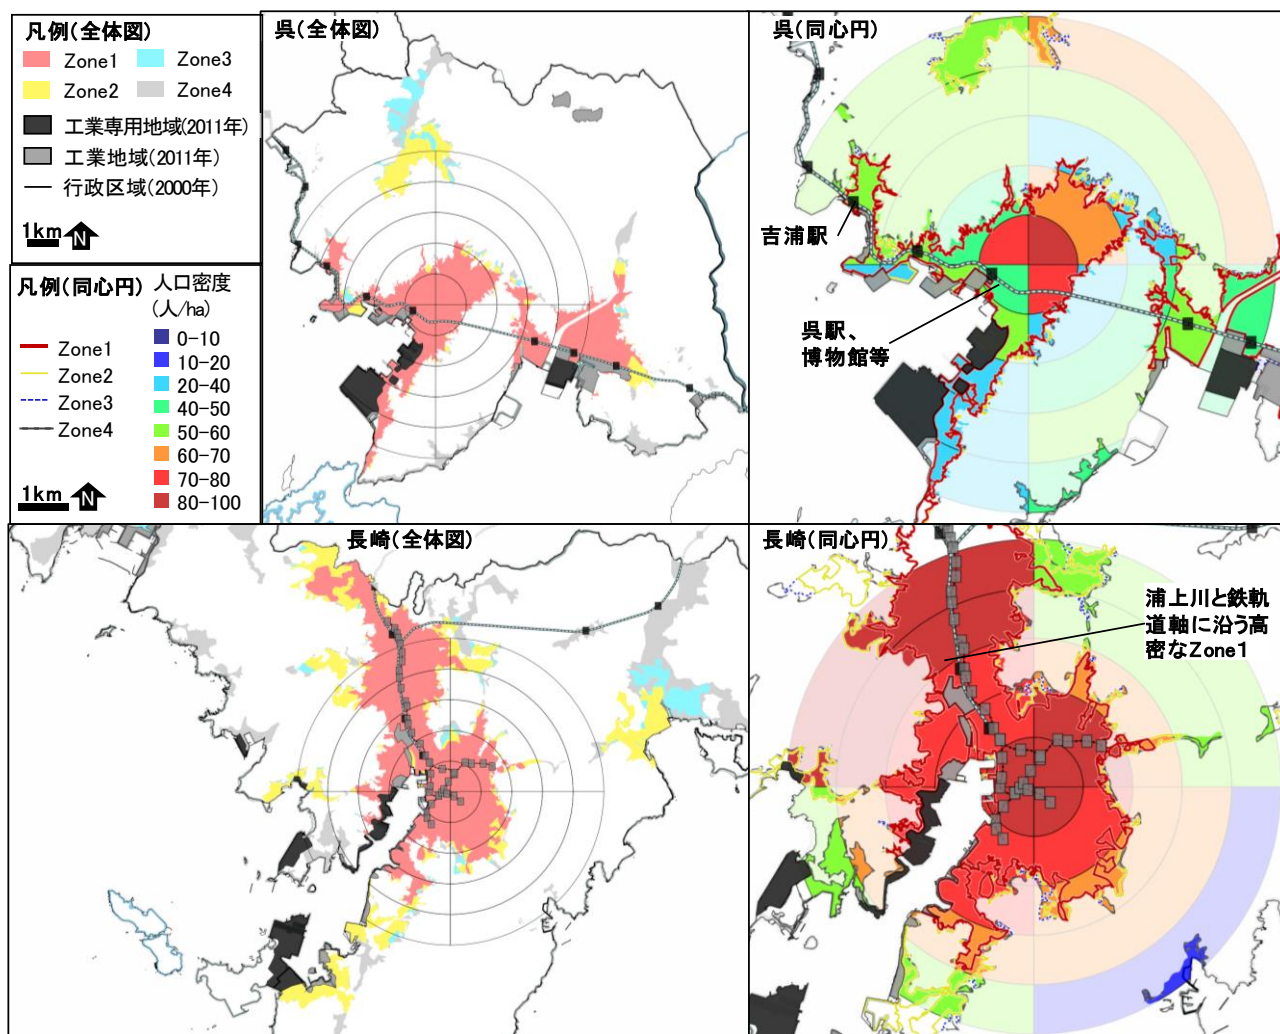 凡例(全体図)
Zone1
Zone3
Zone2
Zone4
工業専用地域(2011年)
工業地域(2011年)
行政区域(2000年)
1km
N
凡例(同心円)
人口密度
(人/ha)
Zone1
Zone2
Zone3
Zone4
0-10
10-20
20-40
40-50
50-60
60-70
70-80
80-100
1km
N
呉(全体図)
呉(同心円)
吉浦駅
呉駅、
博物館等
長崎(全体図)
長崎(同心円)
浦上川と鉄軌
道軸に沿う高
密なZone1